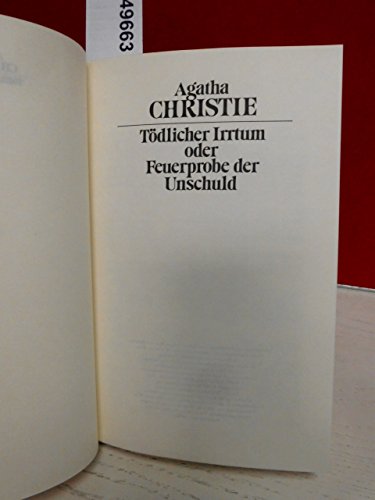 49663
Agatha
CHRISTIE
Tödlicher Irrtum
oder
Feuerprobe der
Unschuld